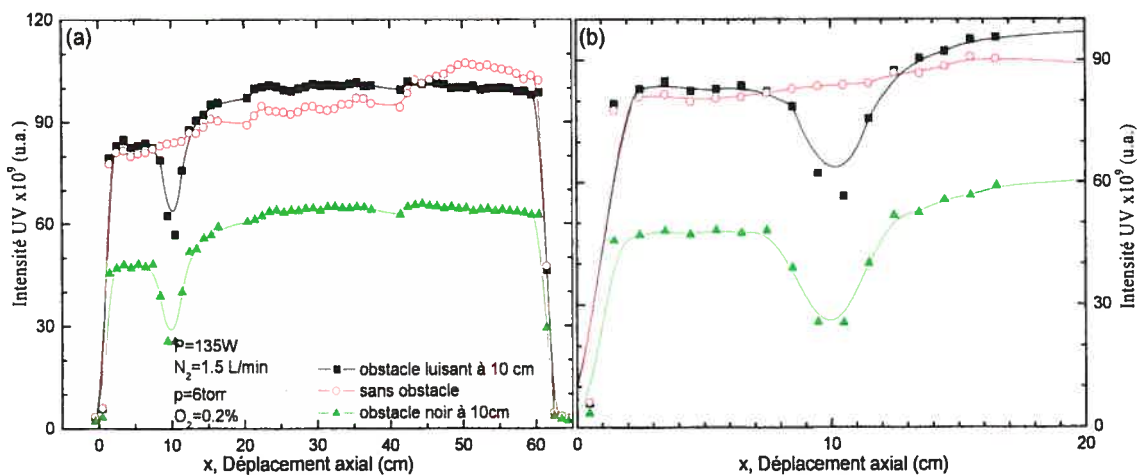 (a)
Intensité UV x10⁹ (u.a.)
120
90
60
30
0
P=135W
N₂=1.5 L/min
p=6torr
O₂=0.2%
obstacle luisant à 10 cm
sans obstacle
obstacle noir à 10cm
0 10 20 30 40 50 60
x, Déplacement axial (cm)
(b)
90
60
30
0
Intensité UV x10⁹ (u.a.)
0 10 20
x, Déplacement axial (cm)